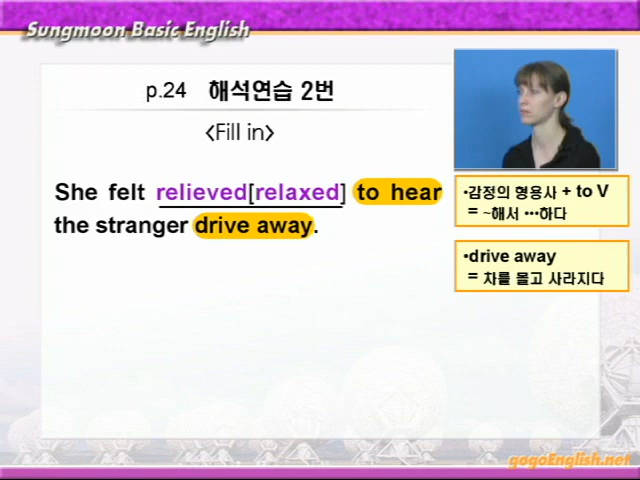 Sungmoon Basic English
p.24 해석연습 2번
<Fill in>
She felt relieved[relaxed] to hear
the stranger drive away.
•감정의 형용사 + to V
= ~해서 •••하다
•drive away
= 차를 몰고 사라지다
gogoEnglish.net